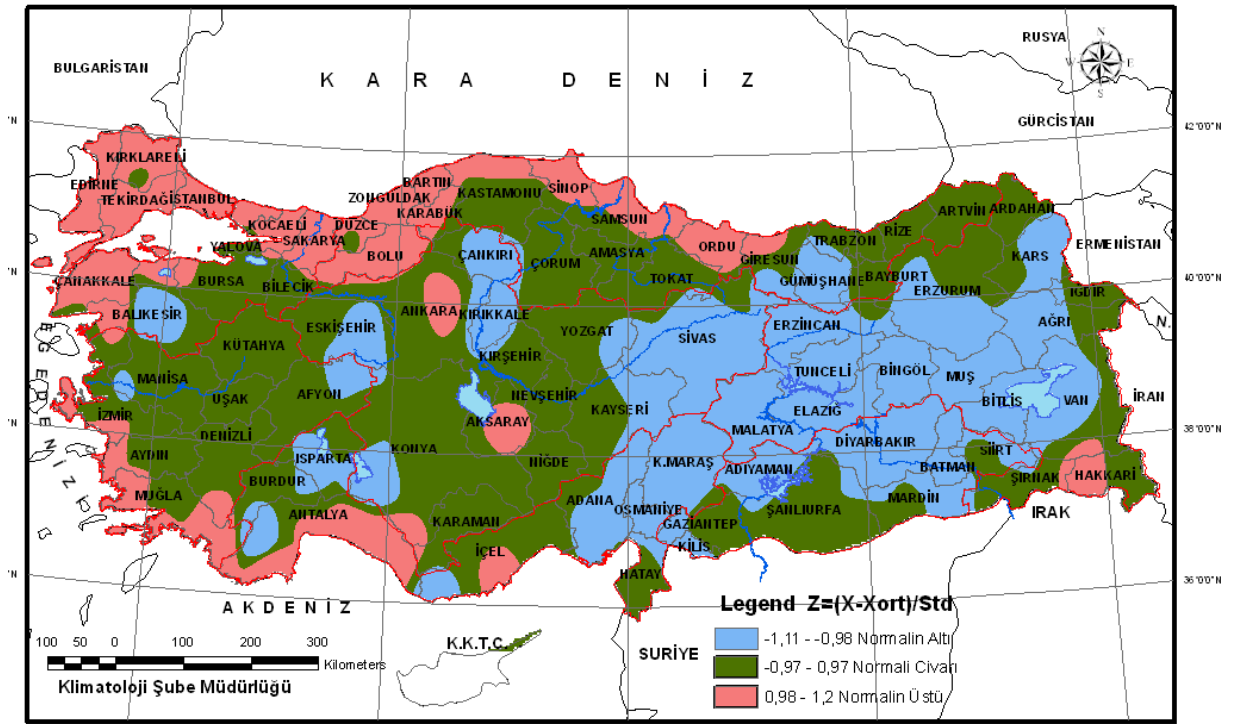 RUSYA
N
W E
S
BULGARİSTAN
K A R A D E N İ Z
GÜRCİSTAN
42°0'0"N
KIRKLARELİ
EDİRNE
TEKİRDAĞ
İSTANBUL
KOCAELİ
YALOVA
SAKARYA
DÜZCE
BOLU
ZONGULDAK
BARTIN
KARABÜK
KASTAMONU
SİNOP
SAMSUN
AMASYA
ÇORUM
TOKAT
ORDU
GİRESUN
TRABZON
GÜMÜŞHANE
BAYBURT
RİZE
ARTVİN
ARDAHAN
ERMENİSTAN
KARS
IĞDIR
40°0'0"N
ÇANAKKALE
BURSA
BİLECİK
BALIKESİR
ESKİŞEHİR
KÜTAHYA
ANKARA
ÇANKIRI
KIRIKKALE
KIRŞEHİR
YOZGAT
SİVAS
ERZİNCAN
ERZURUM
AĞRI
N.
EGE DENİZİ
MANİSA
İZMİR
UŞAK
AFYON
DENİZLİ
AYDIN
MUĞLA
ISPARTA
BURDUR
ANTALYA
KONYA
AKSARAY
NEVŞEHİR
KAYSERİ
NİĞDE
KARAMAN
İÇEL
ADANA
K.MARAŞ
OSMANİYE
GAZİANTEP
KİLİS
HATAY
MALATYA
ADIYAMAN
ŞANLIURFA
TUNCELİ
ELAZIĞ
BİNGÖL
MUŞ
BİTLİS
VAN
DİYARBAKIR
BATMAN
MARDİN
SİİRT
ŞIRNAK
HAKKARİ
İRAN
38°0'0"N
IRAK
36°0'0"N
A K D E N İ Z
K.K.T.C.
SURİYE
Legend Z=(X-Xort)/Std
-1,11 - -0,98 Normalin Altı
-0,97 - 0,97 Normali Civarı
0,98 - 1,2 Normalin Üstü
100 50 0 100 200 300
Kilometers
Klimatoloji Şube Müdürlüğü